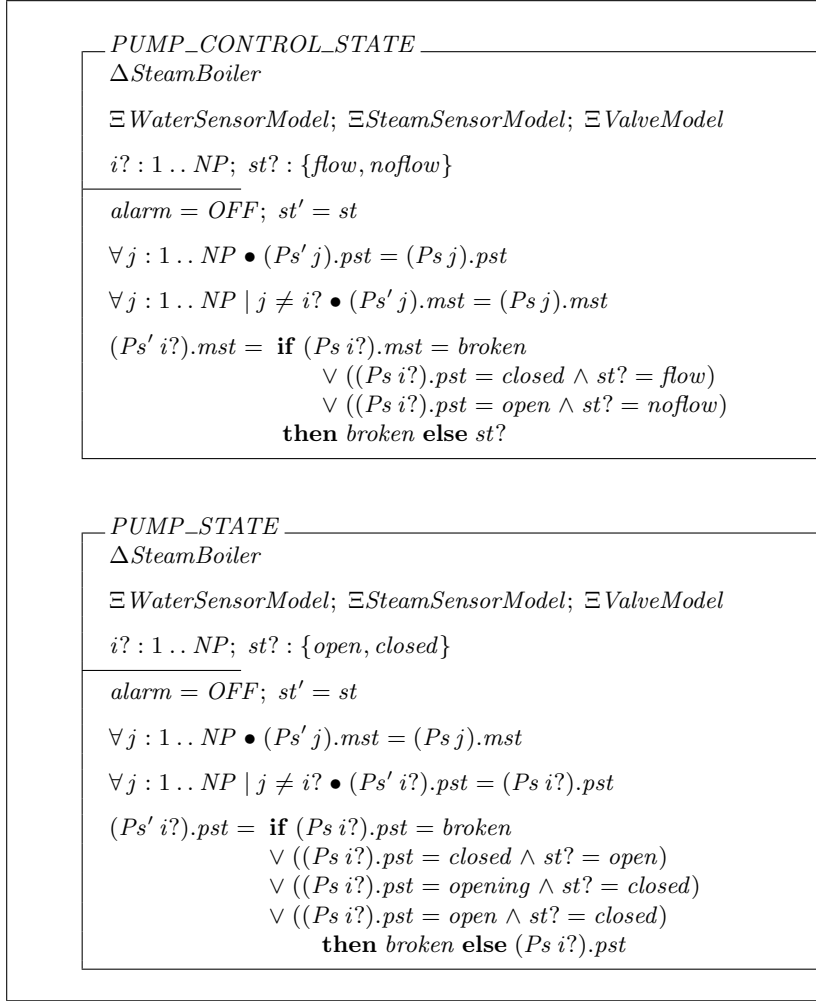 PUMP_CONTROL_STATE
ΔSteamBoiler
ΞWaterSensorModel; ΞSteamSensorModel; ΞValveModel
i? : 1 .. NP; st? : {flow, noflow}
alarm = OFF; st′ = st
∀ j : 1 .. NP • (Ps′ j).pst = (Ps j).pst
∀ j : 1 .. NP | j ≠ i? • (Ps′ j).mst = (Ps j).mst
(Ps′ i?).mst = if (Ps i?).mst = broken
∨ ((Ps i?).pst = closed ∧ st? = flow)
∨ ((Ps i?).pst = open ∧ st? = noflow)
then broken else st?
PUMP_STATE
ΔSteamBoiler
ΞWaterSensorModel; ΞSteamSensorModel; ΞValveModel
i? : 1 .. NP; st? : {open, closed}
alarm = OFF; st′ = st
∀ j : 1 .. NP • (Ps′ j).mst = (Ps j).mst
∀ j : 1 .. NP | j ≠ i? • (Ps′ i?).pst = (Ps i?).pst
(Ps′ i?).pst = if (Ps i?).pst = broken
∨ ((Ps i?).pst = closed ∧ st? = open)
∨ ((Ps i?).pst = opening ∧ st? = closed)
∨ ((Ps i?).pst = open ∧ st? = closed)
then broken else (Ps i?).pst